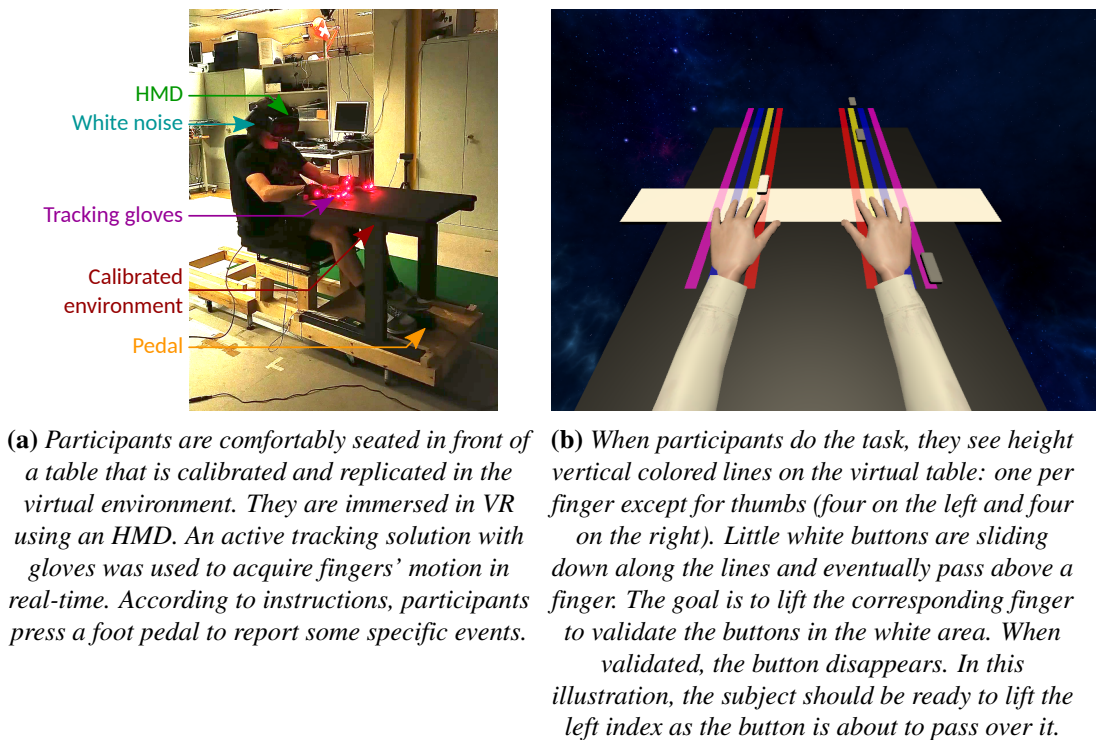 HMD
White noise
Tracking gloves
Calibrated
environment
Pedal
(a) Participants are comfortably seated in front of
a table that is calibrated and replicated in the
virtual environment. They are immersed in VR
using an HMD. An active tracking solution with
gloves was used to acquire fingers’ motion in
real-time. According to instructions, participants
press a foot pedal to report some specific events.
(b) When participants do the task, they see height
vertical colored lines on the virtual table: one per
finger except for thumbs (four on the left and four
on the right). Little white buttons are sliding
down along the lines and eventually pass above a
finger. The goal is to lift the corresponding finger
to validate the buttons in the white area. When
validated, the button disappears. In this
illustration, the subject should be ready to lift the
left index as the button is about to pass over it.